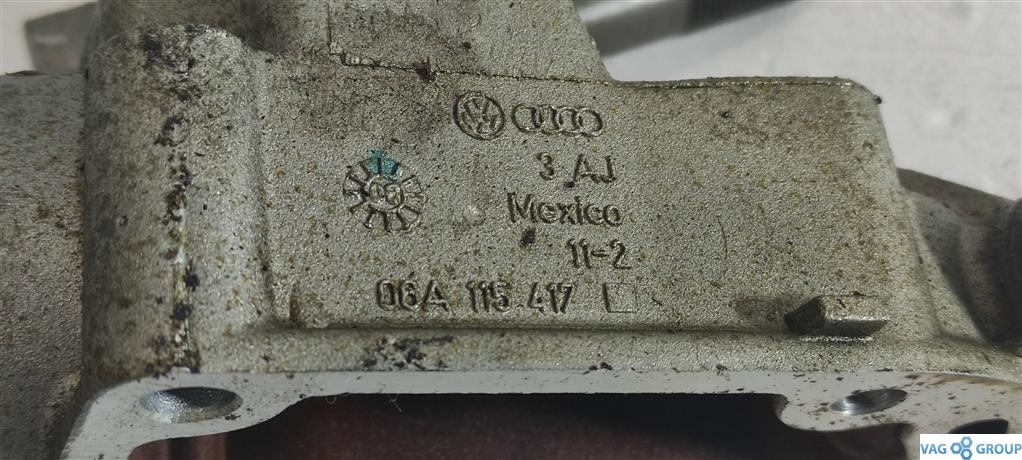 3 AJ
Mexico
11-2
06A 115 417
VAG GROUP